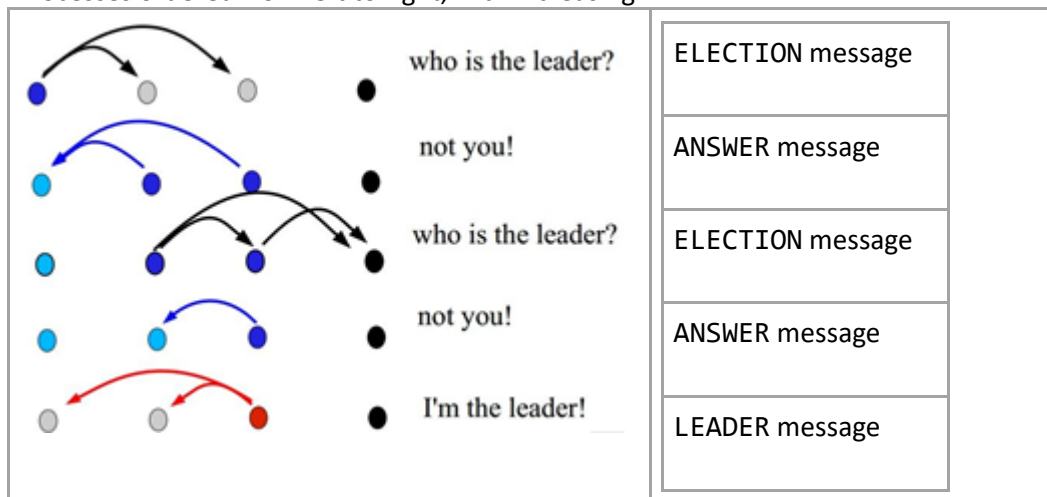 who is the leader?
ELECTION message
not you!
ANSWER message
who is the leader?
ELECTION message
not you!
ANSWER message
I'm the leader!
LEADER message